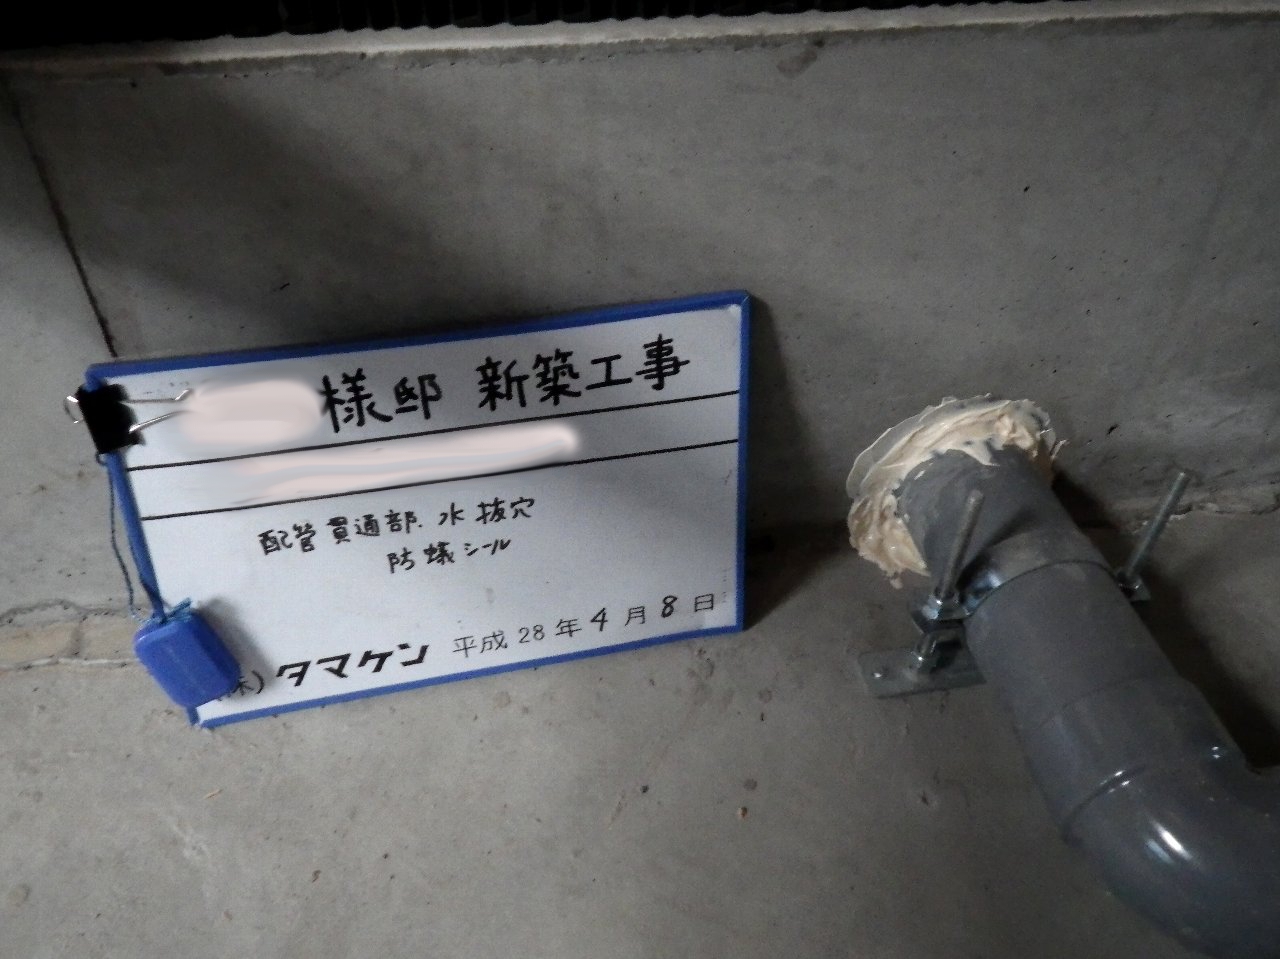 様邸 新築工事
配管貫通部. 水抜穴
防蟻シール
(株)タマケン 平成28年4月8日